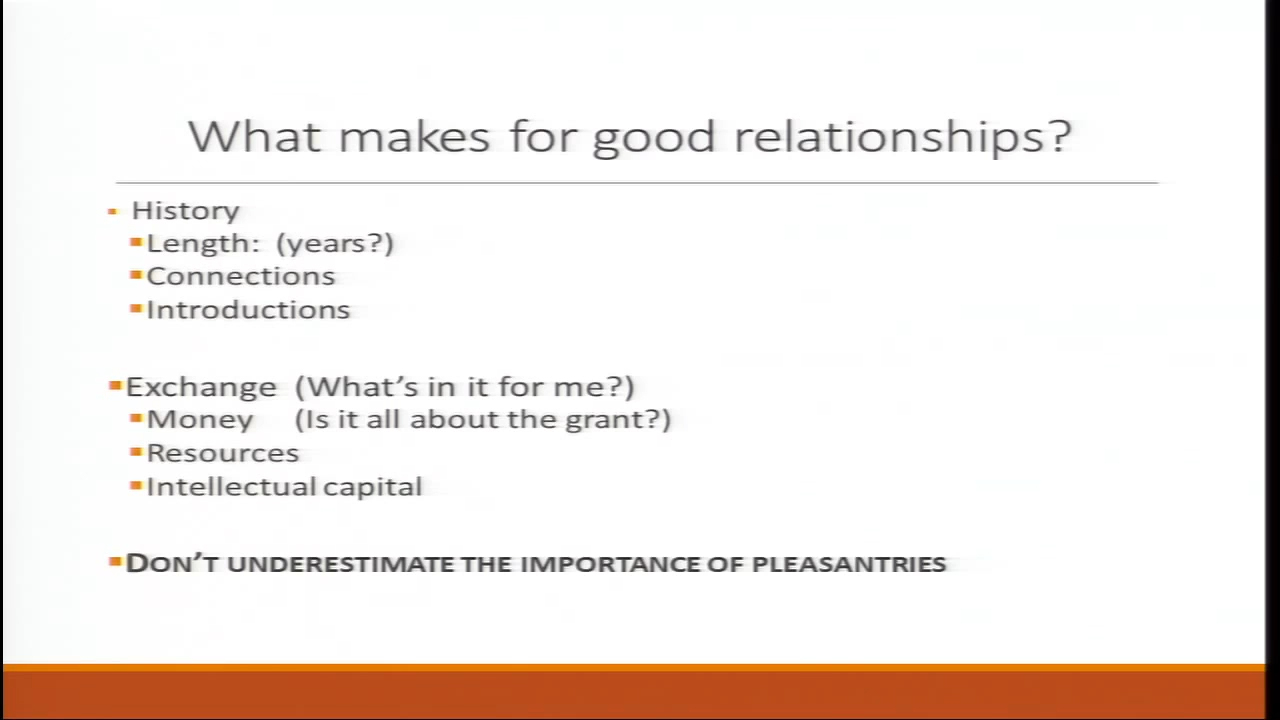 What makes for good relationships?
History
Length: (years?)
Connections
Introductions
Exchange (What's in it for me?)
Money (Is it all about the grant?)
Resources
Intellectual capital
DON'T UNDERESTIMATE THE IMPORTANCE OF PLEASANTRIES